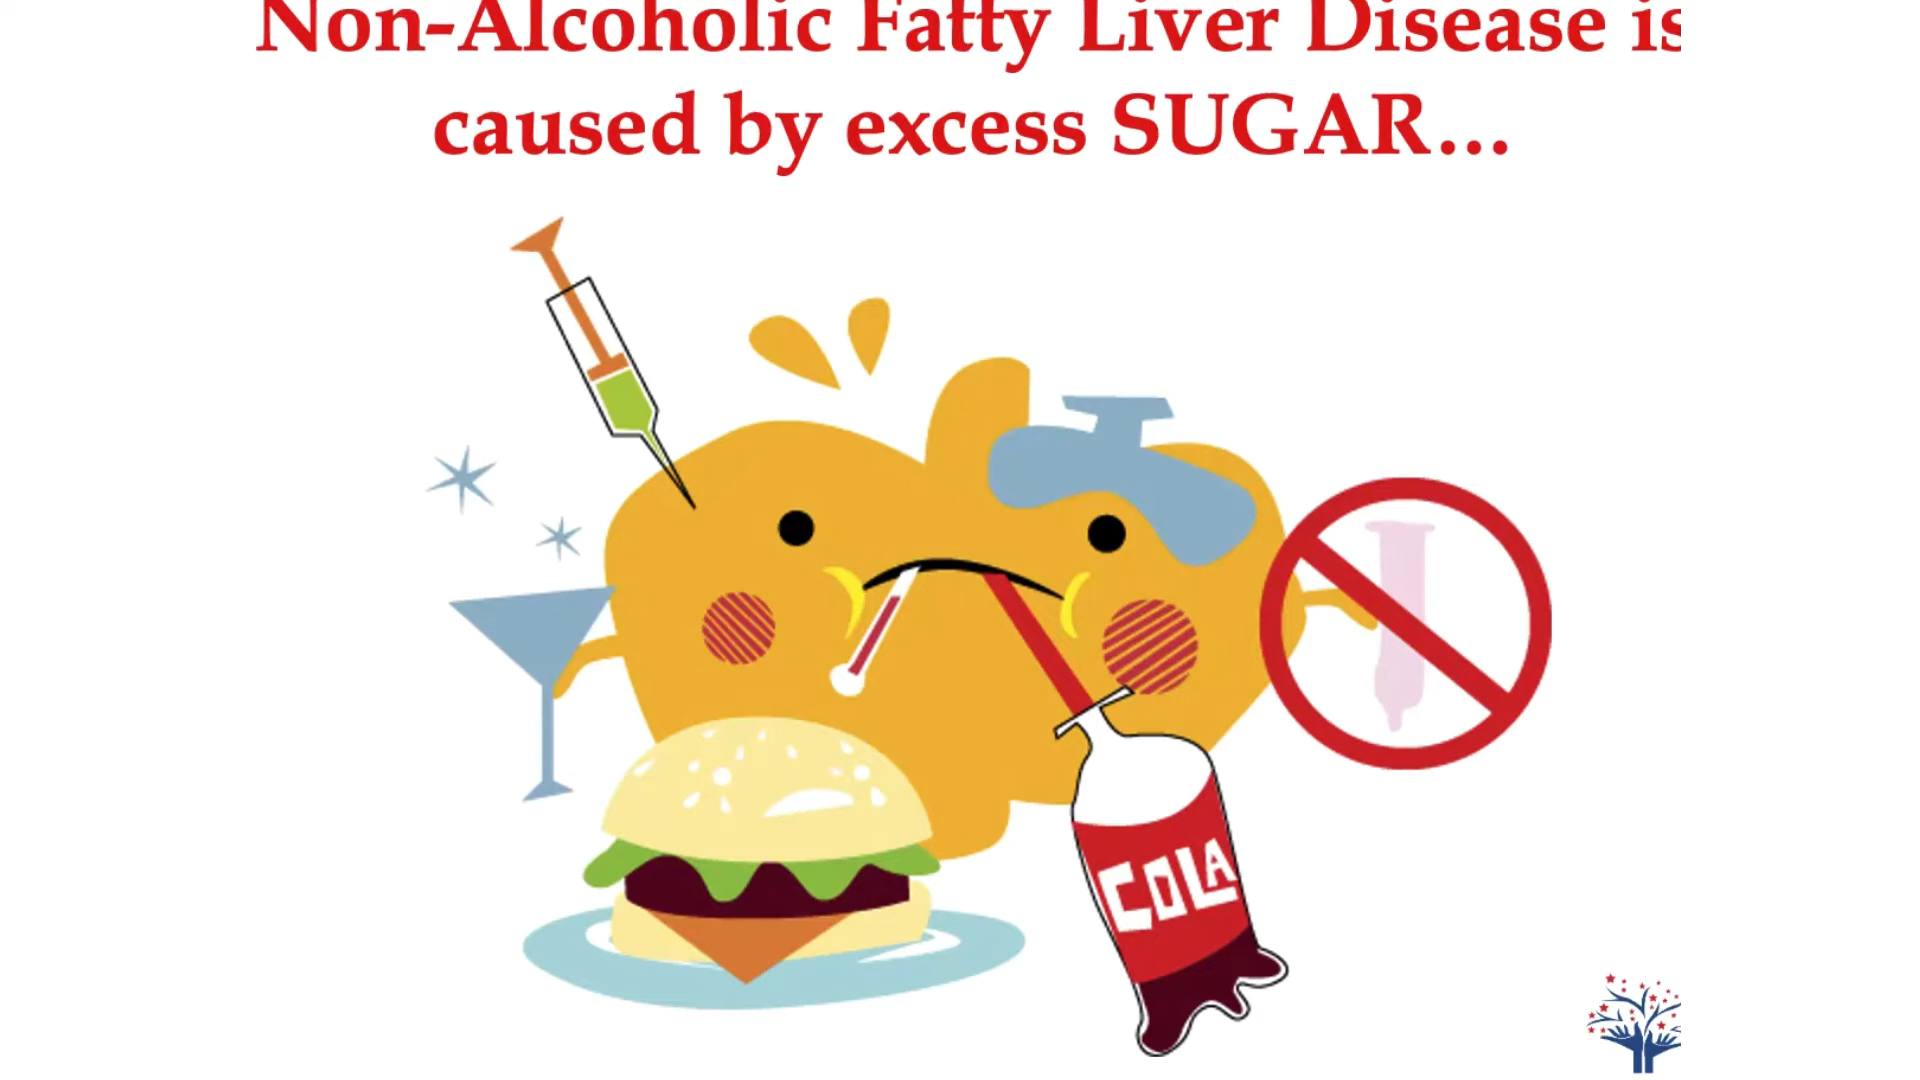 Non-Alcoholic Fatty Liver Disease is
caused by excess SUGAR…
COLA